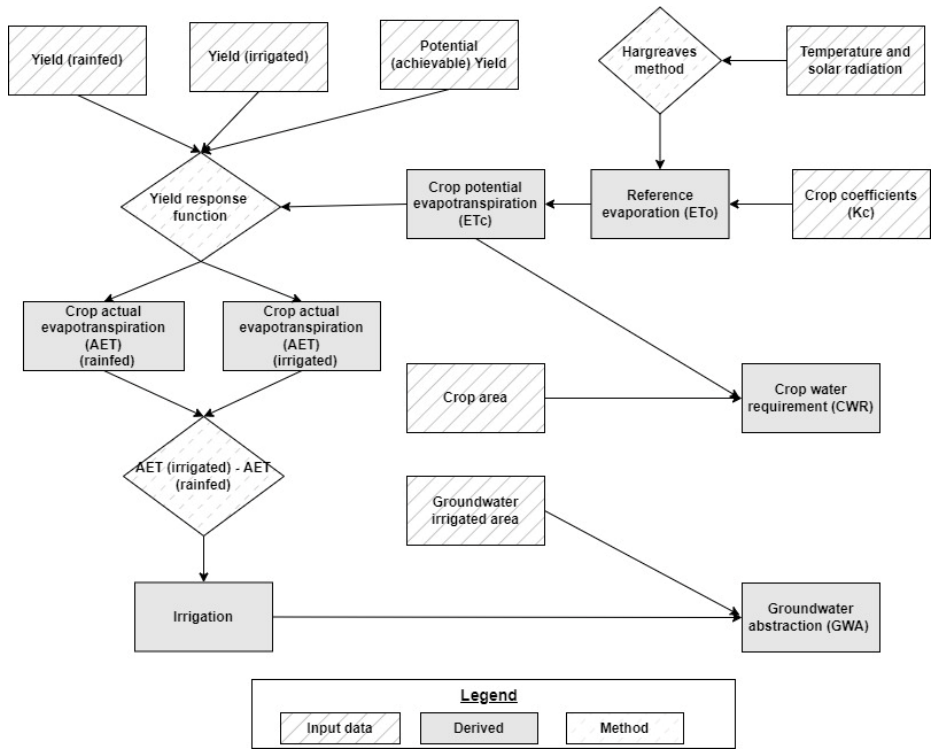 Yield (rainfed)
Yield (irrigated)
Potential
(achievable) Yield
Hargreaves
method
Temperature and
solar radiation
Yield response
function
Crop potential
evapotranspiration
(ETc)
Reference
evaporation (ETo)
Crop coefficients
(Kc)
Crop actual
evapotranspiration
(AET)
(rainfed)
Crop actual
evapotranspiration
(AET)
(irrigated)
Crop area
Crop water
requirement (CWR)
AET (irrigated) - AET
(rainfed)
Groundwater
irrigated area
Irrigation
Groundwater
abstraction (GWA)
Legend
Input data
Derived
Method